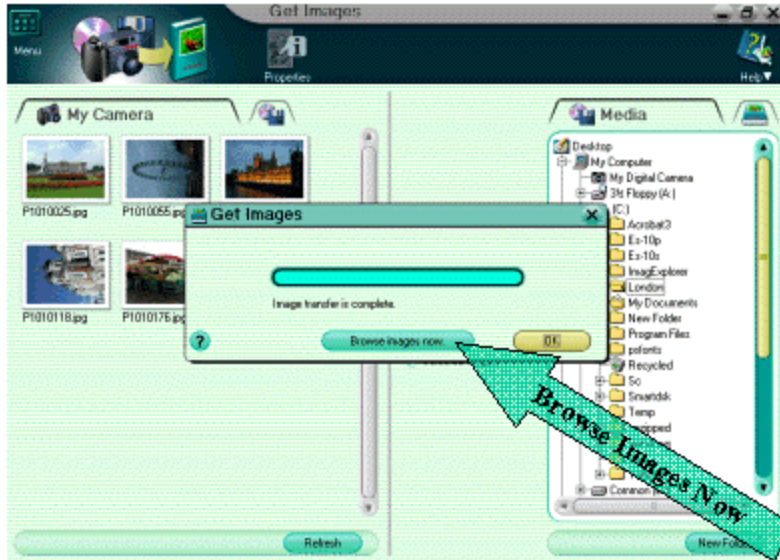 Get Images
Menu
Properties
Help
My Camera
Media
P1010025.jpg
P1010055.jpg
P1010118.jpg
P1010176.jpg
Desktop
My Computer
My Digital Camera
3½ Floppy (A:)
(C:)
Acrobat3
Ex-10p
Ex-10s
ImagExplorer
London
My Documents
New Folder
Program Files
psfonts
Recycled
Sc
Smartdsk
Temp
Common
Get Images
Image transfer is complete.
?
Browse images now.
OK
Browse Images Now
Refresh
New Folder